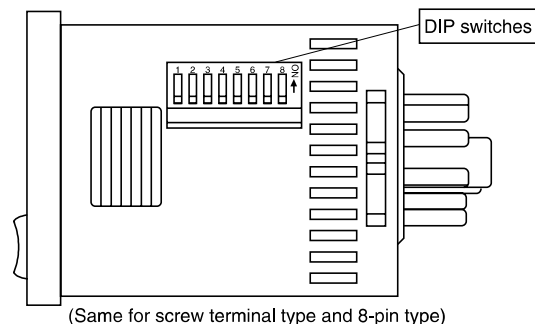 DIP switches
1 2 3 4 5 6 7 8 ON
(Same for screw terminal type and 8-pin type)